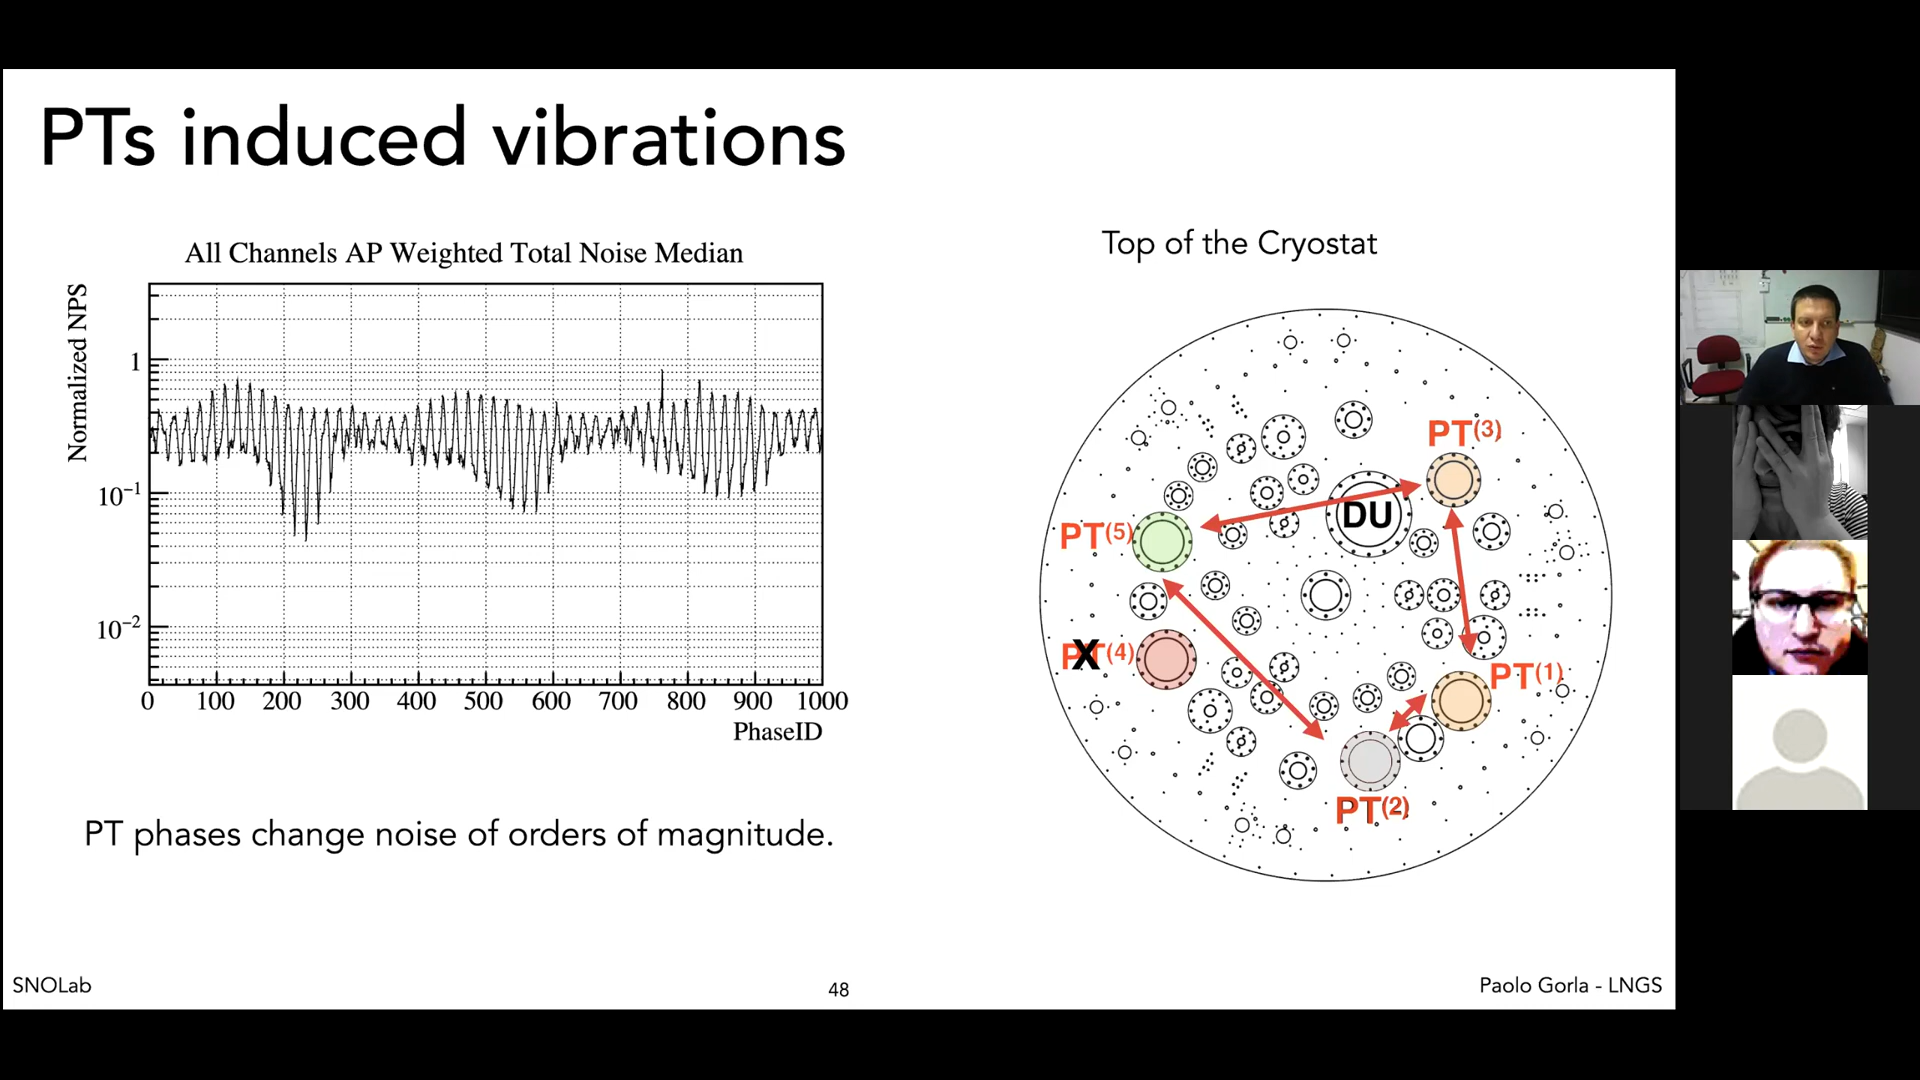 PTs induced vibrations
All Channels AP Weighted Total Noise Median
Normalized NPS
1
10⁻¹
10⁻²
0 100 200 300 400 500 600 700 800 900 1000
PhaseID
PT phases change noise of orders of magnitude.
Top of the Cryostat
PT(3)
DU
PT(5)
PT(4)
X
PT(1)
PT(2)
SNOLab
48
Paolo Gorla - LNGS